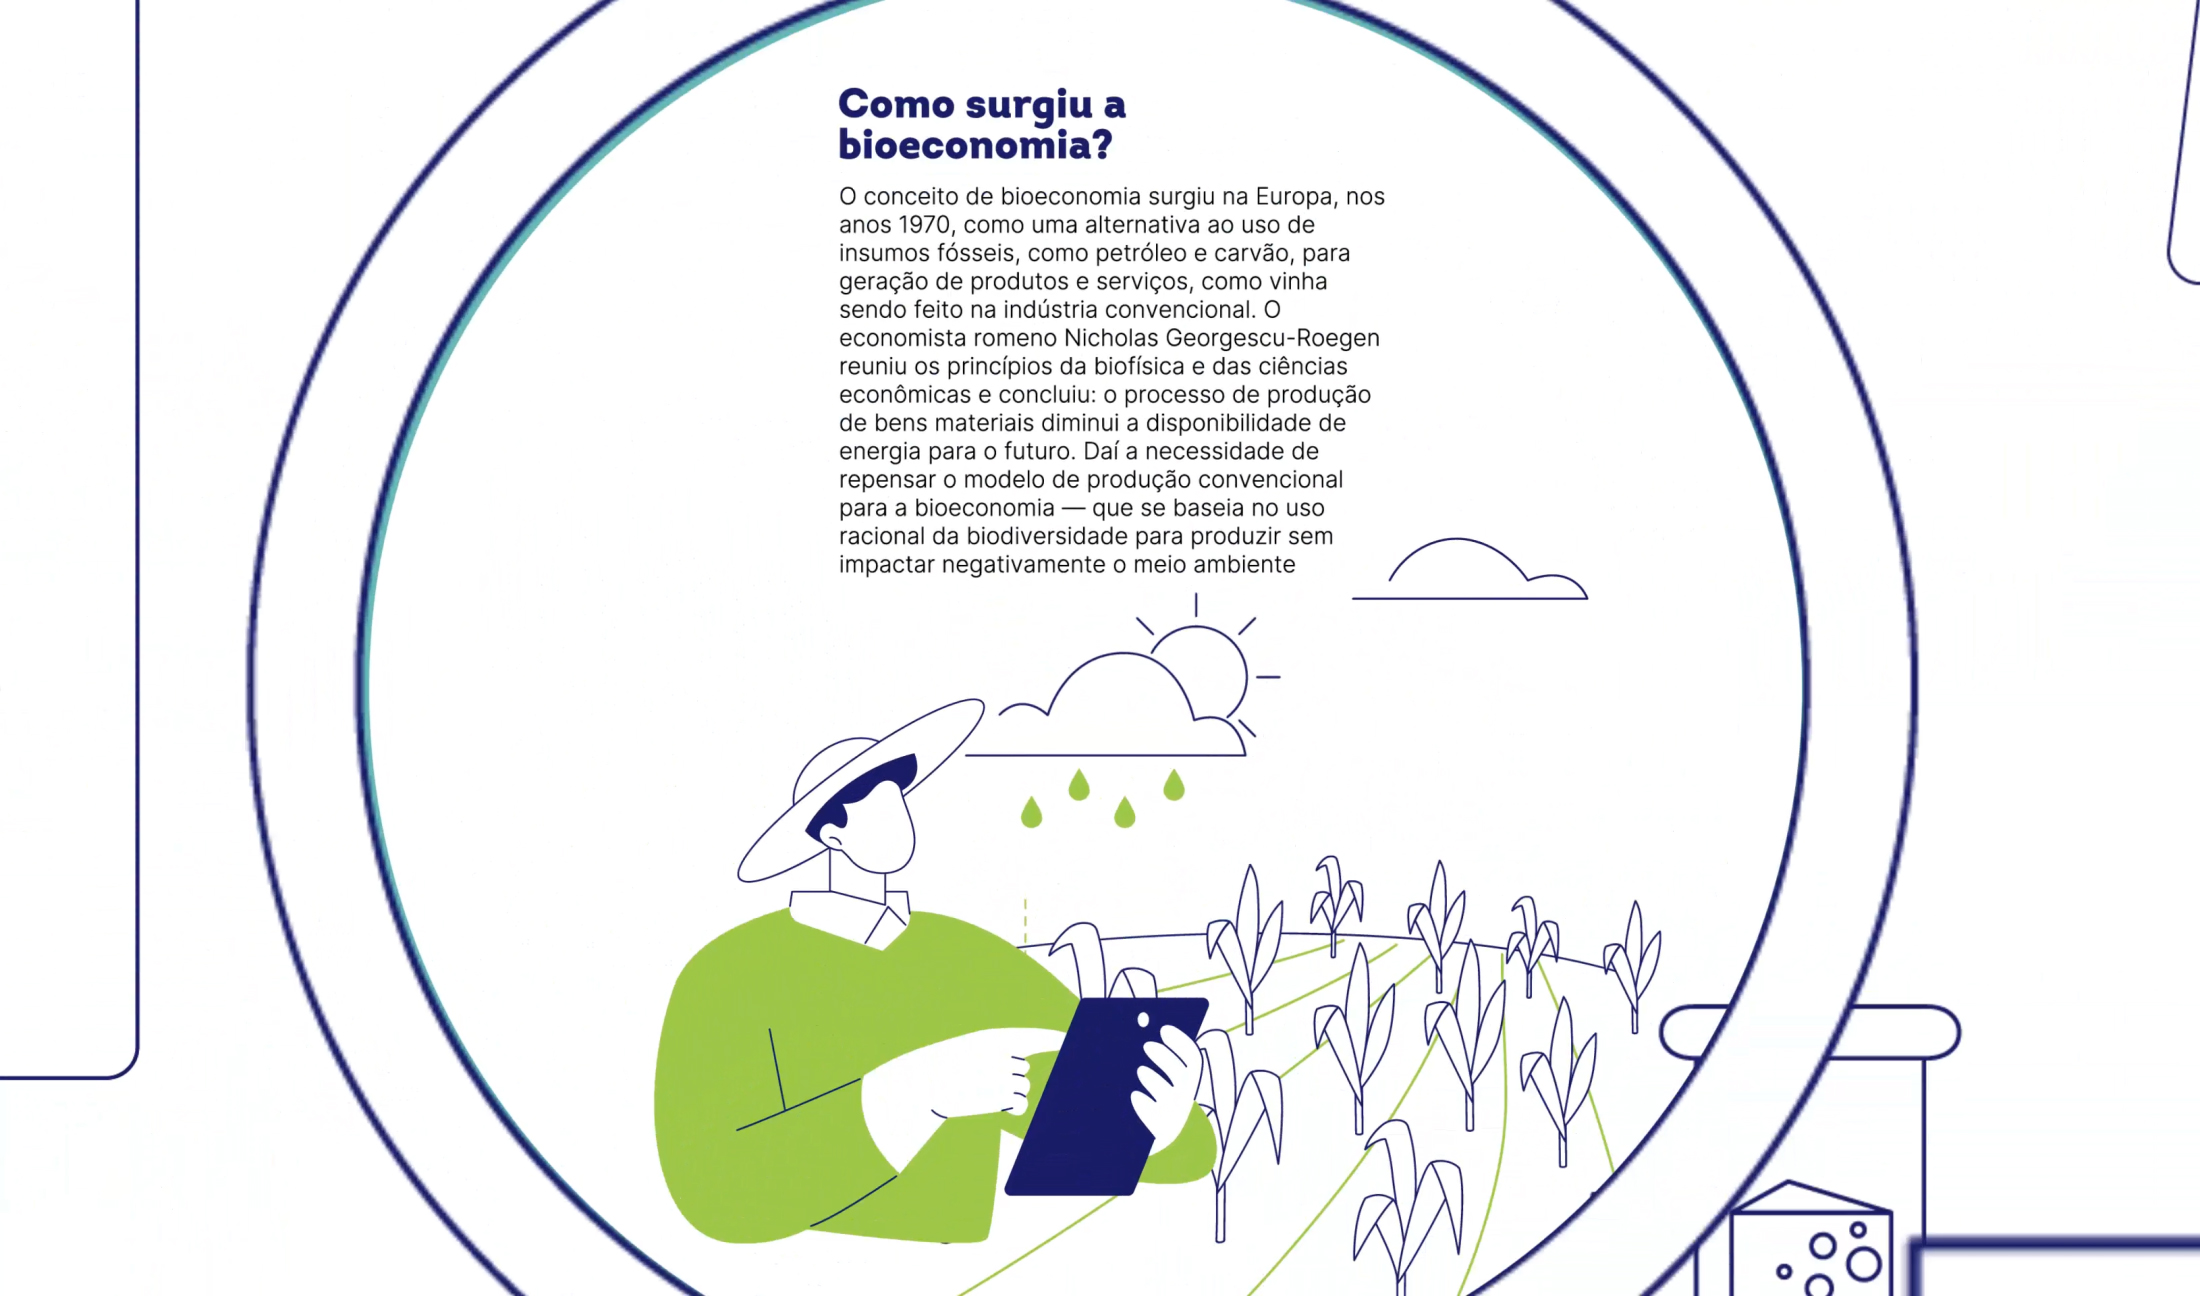 Como surgiu a
bioeconomia?
O conceito de bioeconomia surgiu na Europa, nos
anos 1970, como uma alternativa ao uso de
insumos fósseis, como petróleo e carvão, para
geração de produtos e serviços, como vinha
sendo feito na indústria convencional. O
economista romeno Nicholas Georgescu-Roegen
reuniu os princípios da biofísica e das ciências
econômicas e concluiu: o processo de produção
de bens materiais diminui a disponibilidade de
energia para o futuro. Daí a necessidade de
repensar o modelo de produção convencional
para a bioeconomia — que se baseia no uso
racional da biodiversidade para produzir sem
impactar negativamente o meio ambiente